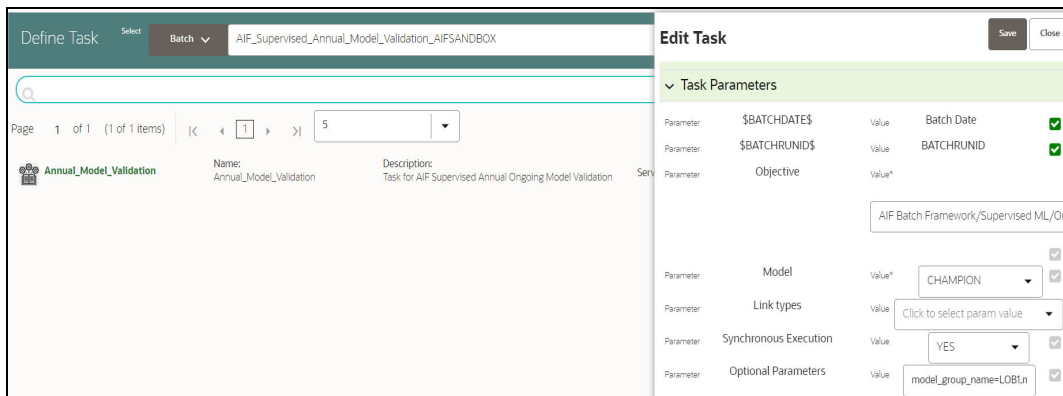 Define Task Select Batch AIF_Supervised_Annual_Model_Validation_AIFSANDBOX
Page 1 of 1 (1 of 1 items) 1 5
Annual_Model_Validation Name: Description: Serv
Annual_Model_Validation Task for AIF Supervised Annual Ongoing Model Validation
Edit Task Save Close
Task Parameters
Parameter $BATCHDATE$ Value Batch Date
Parameter $BATCHRUNID$ Value BATCHRUNID
Parameter Objective Value*
AIF Batch Framework/Supervised ML/O
Parameter Model Value* CHAMPION
Parameter Link types Value Click to select param value
Parameter Synchronous Execution Value YES
Parameter Optional Parameters Value model_group_name=LOB1,n